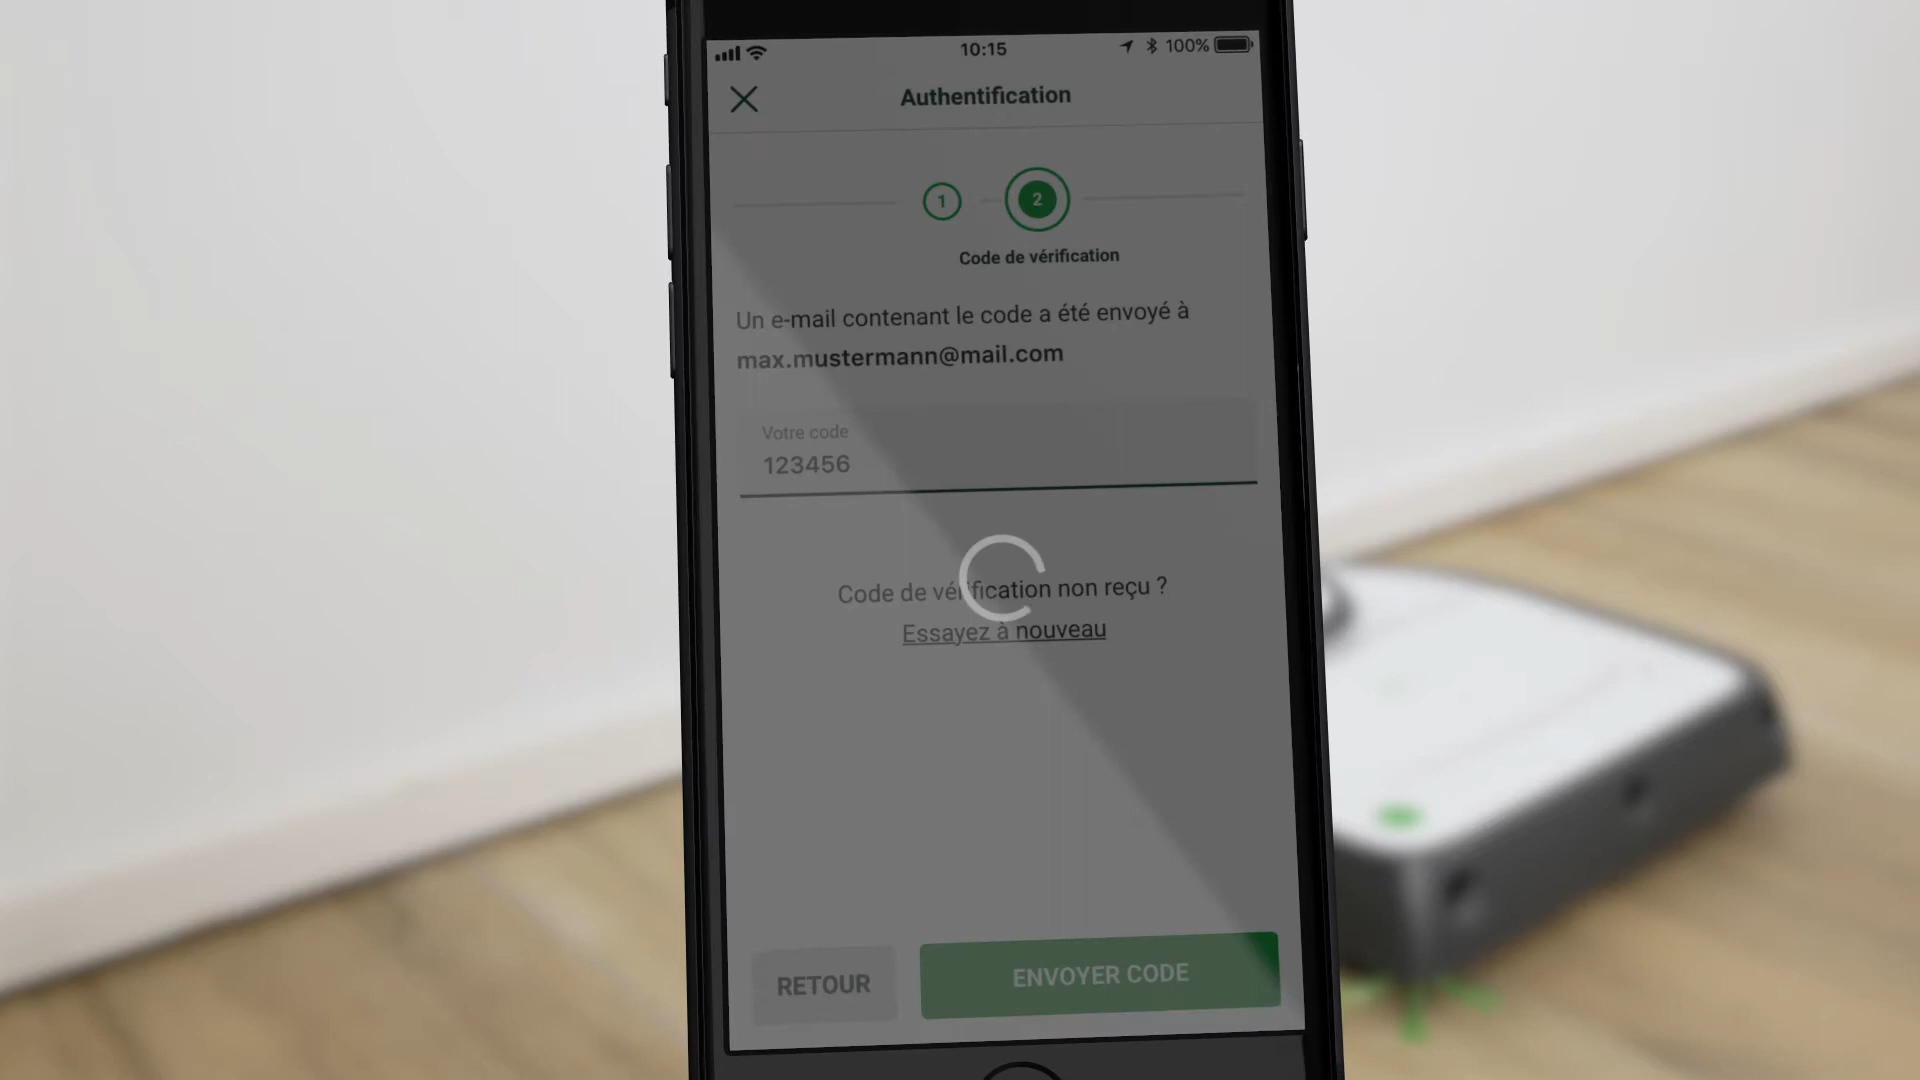 10:15
100%
Authentification
1
2
Code de vérification
Un e-mail contenant le code a été envoyé à
max.mustermann@mail.com
Votre code
123456
Code de vérification non reçu ?
Essayez à nouveau
RETOUR
ENVOYER CODE